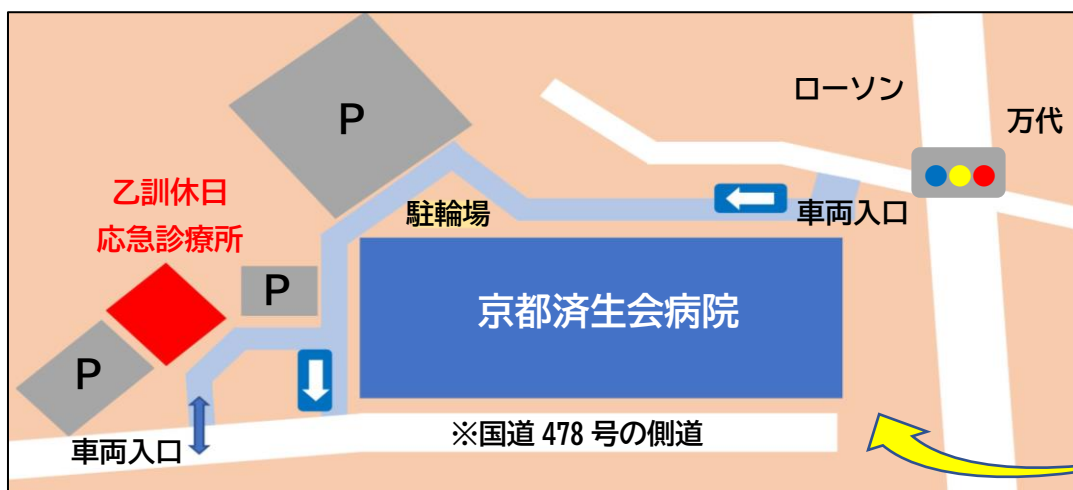 ローソン
万代
P
乙訓休日
応急診療所
駐輪場
車両入口
P
京都済生会病院
P
車両入口
※国道 478 号の側道